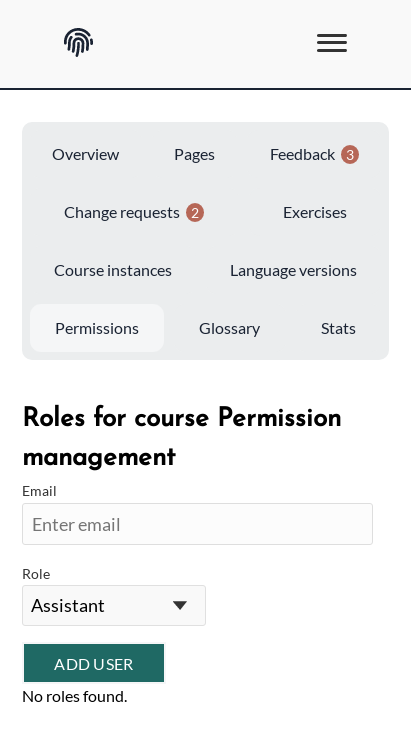 Overview Pages Feedback 3
Change requests 2 Exercises
Course instances Language versions
Permissions Glossary Stats
Roles for course Permission
management
Email
Enter email
Role
Assistant
ADD USER
No roles found.